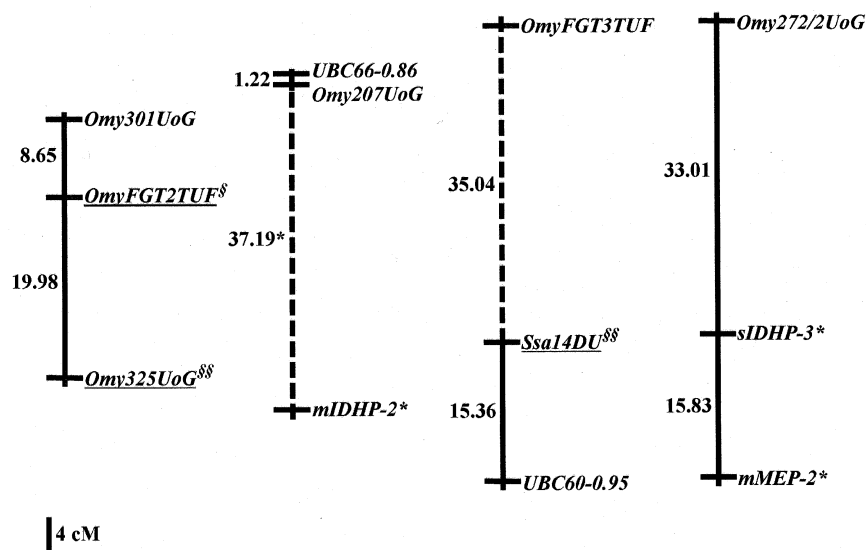 OmyFGT3TUF
Omy272/2UoG
UBC66-0.86
1.22
Omy207UoG
Omy301UoG
8.65
OmyFGT2TUF§
35.04
33.01
37.19*
19.98
sIDHP-3*
Ssa14DU§§
Omy325UoG§§
mIDHP-2*
15.36
15.83
mMEP-2*
UBC60-0.95
4 cM